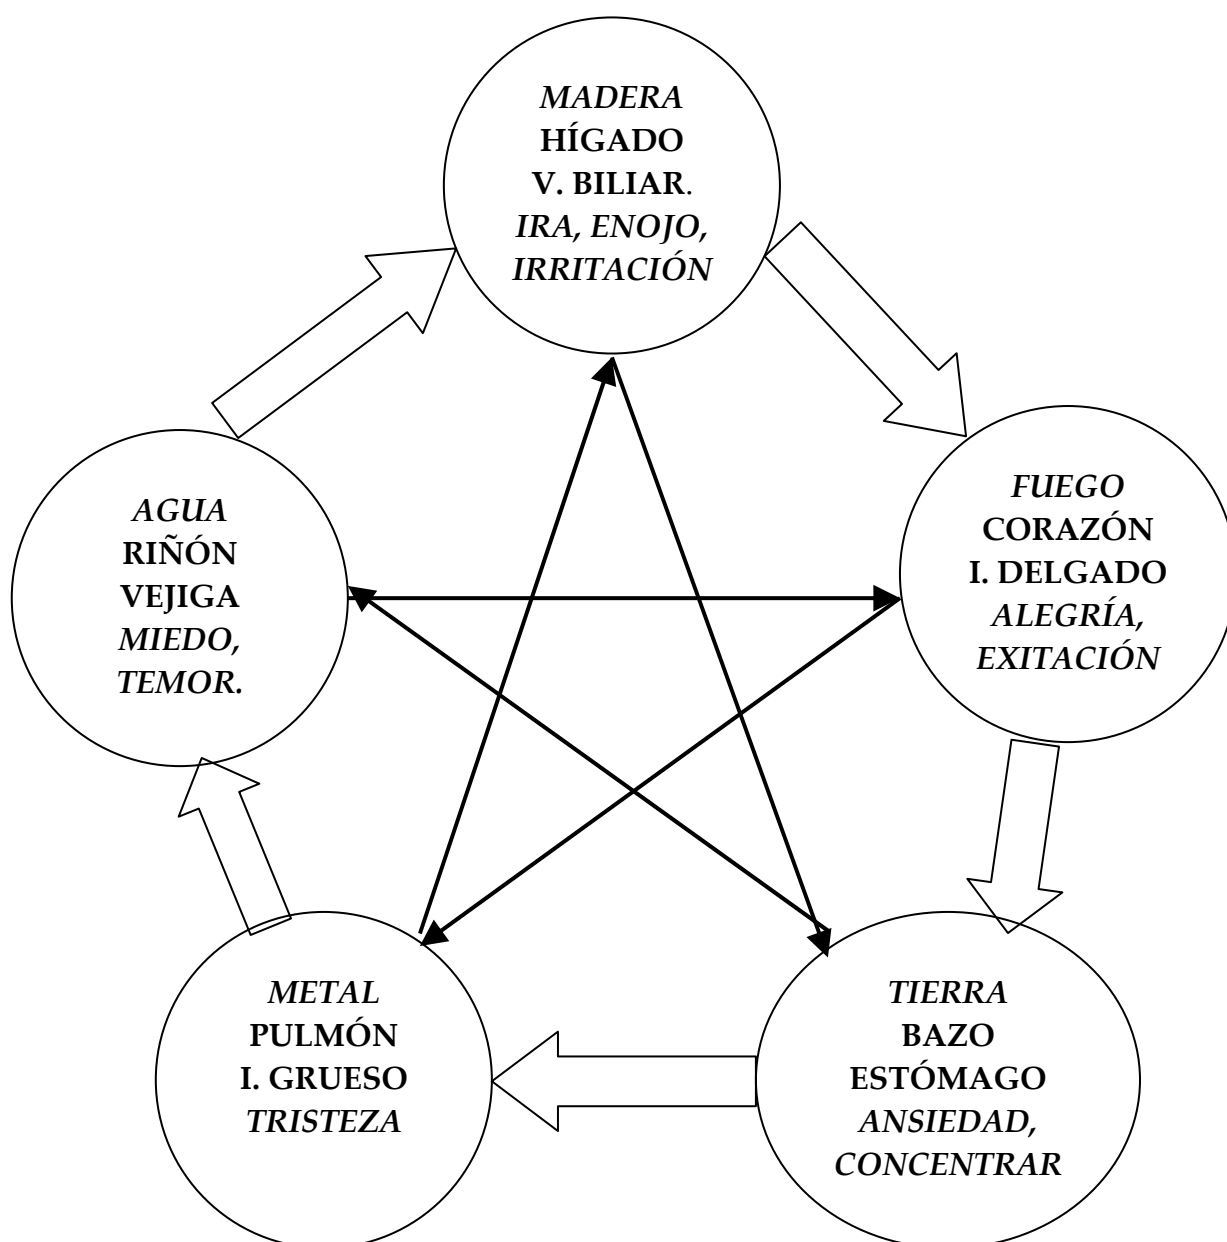 MADERA
HÍGADO
V. BILIAR.
IRA, ENOJO,
IRRITACIÓN
FUEGO
CORAZÓN
I. DELGADO
ALEGRÍA,
EXITACIÓN
AGUA
RIÑÓN
VEJIGA
MIEDO,
TEMOR.
METAL
PULMÓN
I. GRUESO
TRISTEZA
TIERRA
BAZO
ESTÓMAGO
ANSIEDAD,
CONCENTRAR